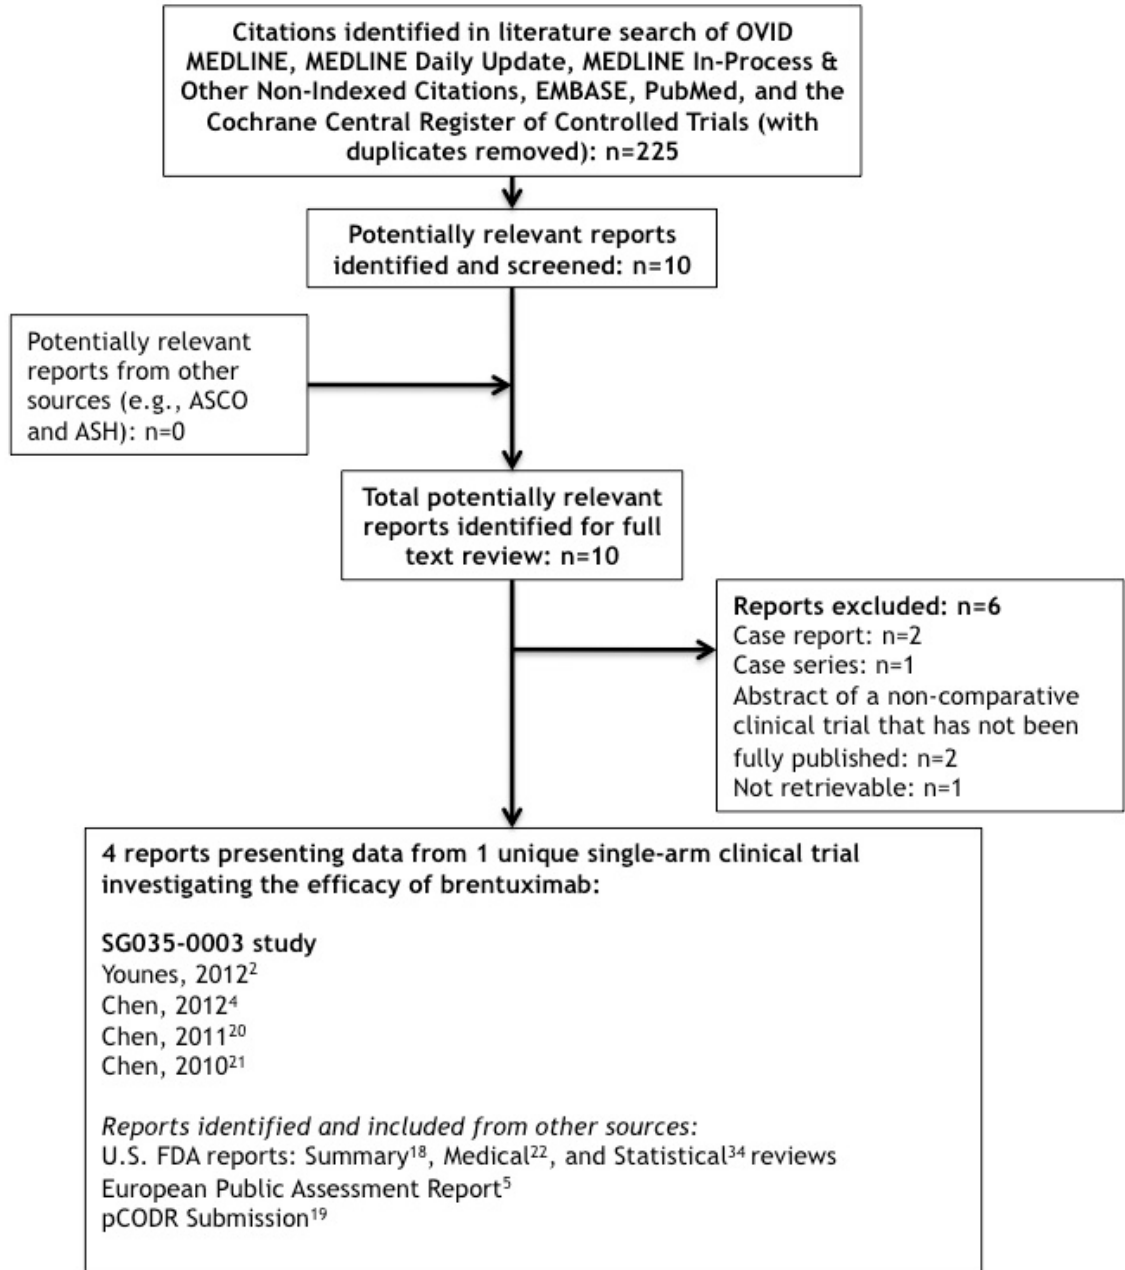 Citations identified in literature search of OVID
MEDLINE, MEDLINE Daily Update, MEDLINE In-Process &
Other Non-Indexed Citations, EMBASE, PubMed, and the
Cochrane Central Register of Controlled Trials (with
duplicates removed): n=225
Potentially relevant reports
identified and screened: n=10
Potentially relevant
reports from other
sources (e.g., ASCO
and ASH): n=0
Total potentially relevant
reports identified for full
text review: n=10
Reports excluded: n=6
Case report: n=2
Case series: n=1
Abstract of a non-comparative
clinical trial that has not been
fully published: n=2
Not retrievable: n=1
4 reports presenting data from 1 unique single-arm clinical trial
investigating the efficacy of brentuximab:
SG035-0003 study
Younes, 2012²
Chen, 2012⁴
Chen, 2011²⁰
Chen, 2010²¹
Reports identified and included from other sources:
U.S. FDA reports: Summary¹⁸, Medical²², and Statistical³⁴ reviews
European Public Assessment Report⁵
pCODR Submission¹⁹